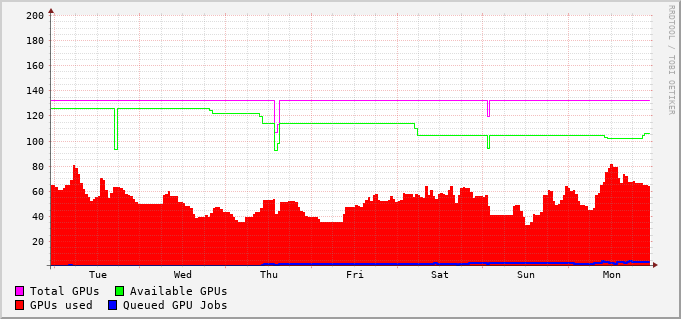 200
180
160
140
120
100
80
60
40
20
Tue Wed Thu Fri Sat Sun Mon
Total GPUs Available GPUs
GPUs used Queued GPU Jobs
RRDTOOL / TOBI OETIKER